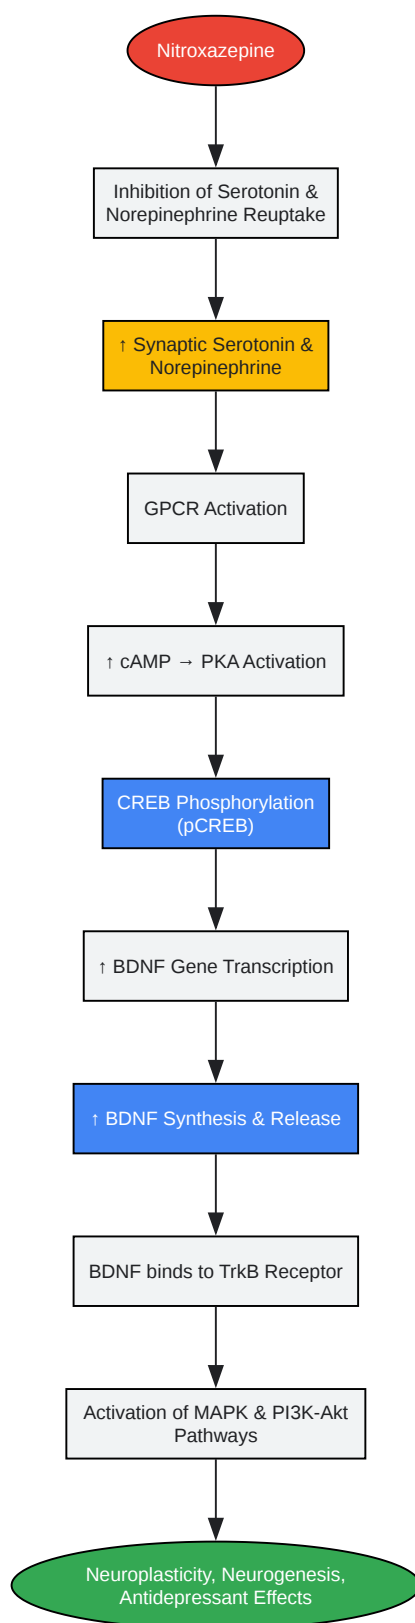 Nitroxazepine
Inhibition of Serotonin &
Norepinephrine Reuptake
↑ Synaptic Serotonin &
Norepinephrine
GPCR Activation
↑ cAMP → PKA Activation
CREB Phosphorylation
(pCREB)
↑ BDNF Gene Transcription
↑ BDNF Synthesis & Release
BDNF binds to TrkB Receptor
Activation of MAPK & PI3K-Akt
Pathways
Neuroplasticity, Neurogenesis,
Antidepressant Effects